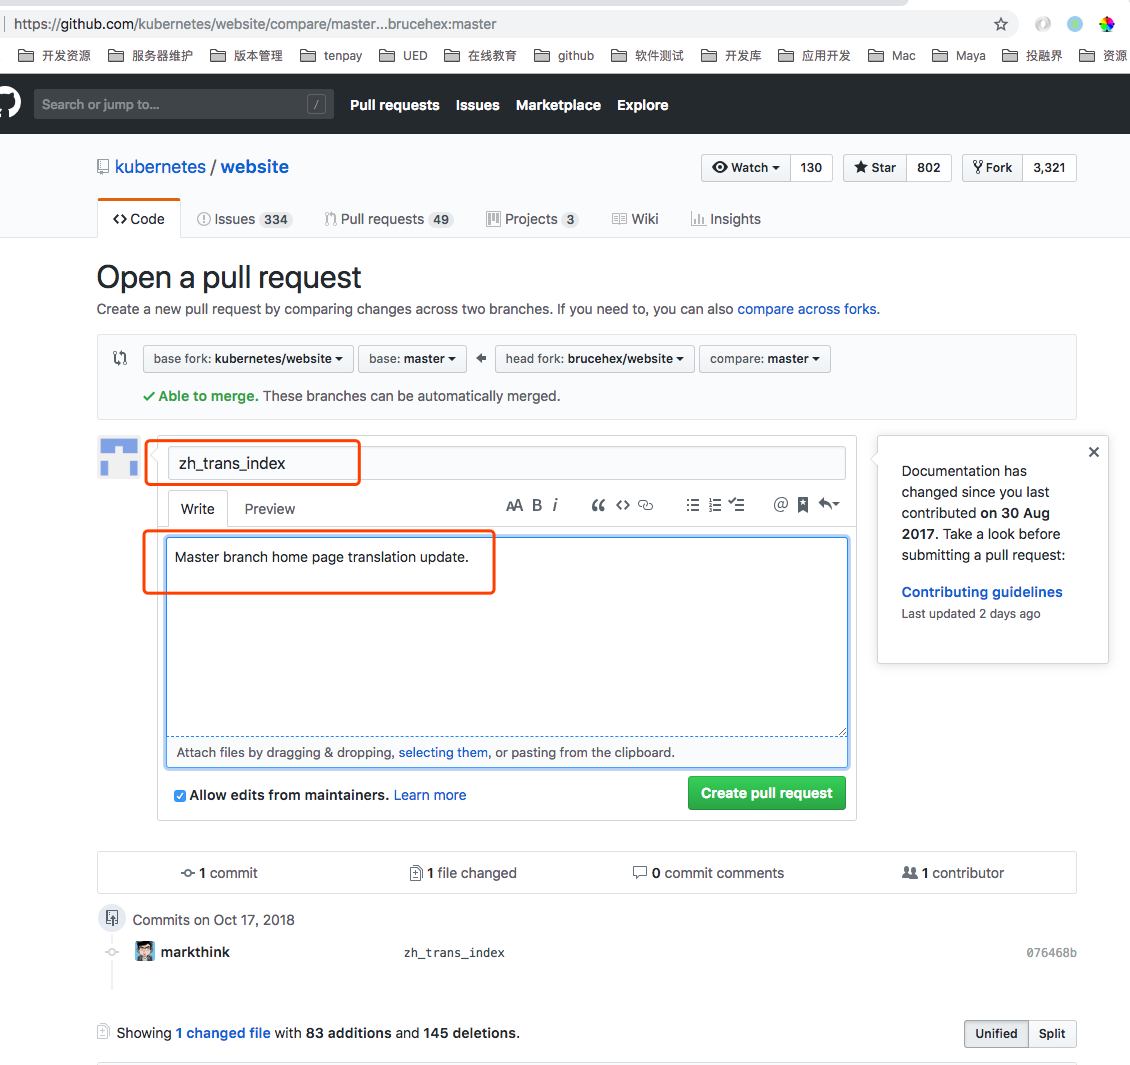 https://github.com/kubernetes/website/compare/master...brucehex:master
开发资源 服务器维护 版本管理 tenpay UED 在线教育 github 软件测试 开发库 应用开发 Mac Maya 投融界 资源
Search or jump to... / Pull requests Issues Marketplace Explore
kubernetes / website Watch 130 Star 802 Fork 3,321
Code Issues 334 Pull requests 49 Projects 3 Wiki Insights
Open a pull request
Create a new pull request by comparing changes across two branches. If you need to, you can also compare across forks.
base fork: kubernetes/website base: master head fork: brucehex/website compare: master
Able to merge. These branches can be automatically merged.
zh_trans_index
Write Preview AA B i @
Master branch home page translation update.
Attach files by dragging & dropping, selecting them, or pasting from the clipboard.
Allow edits from maintainers. Learn more Create pull request
Documentation has
changed since you last
contributed on 30 Aug
2017. Take a look before
submitting a pull request:
Contributing guidelines
Last updated 2 days ago
1 commit 1 file changed 0 commit comments 1 contributor
Commits on Oct 17, 2018
markthink zh_trans_index 076468b
Showing 1 changed file with 83 additions and 145 deletions. Unified Split